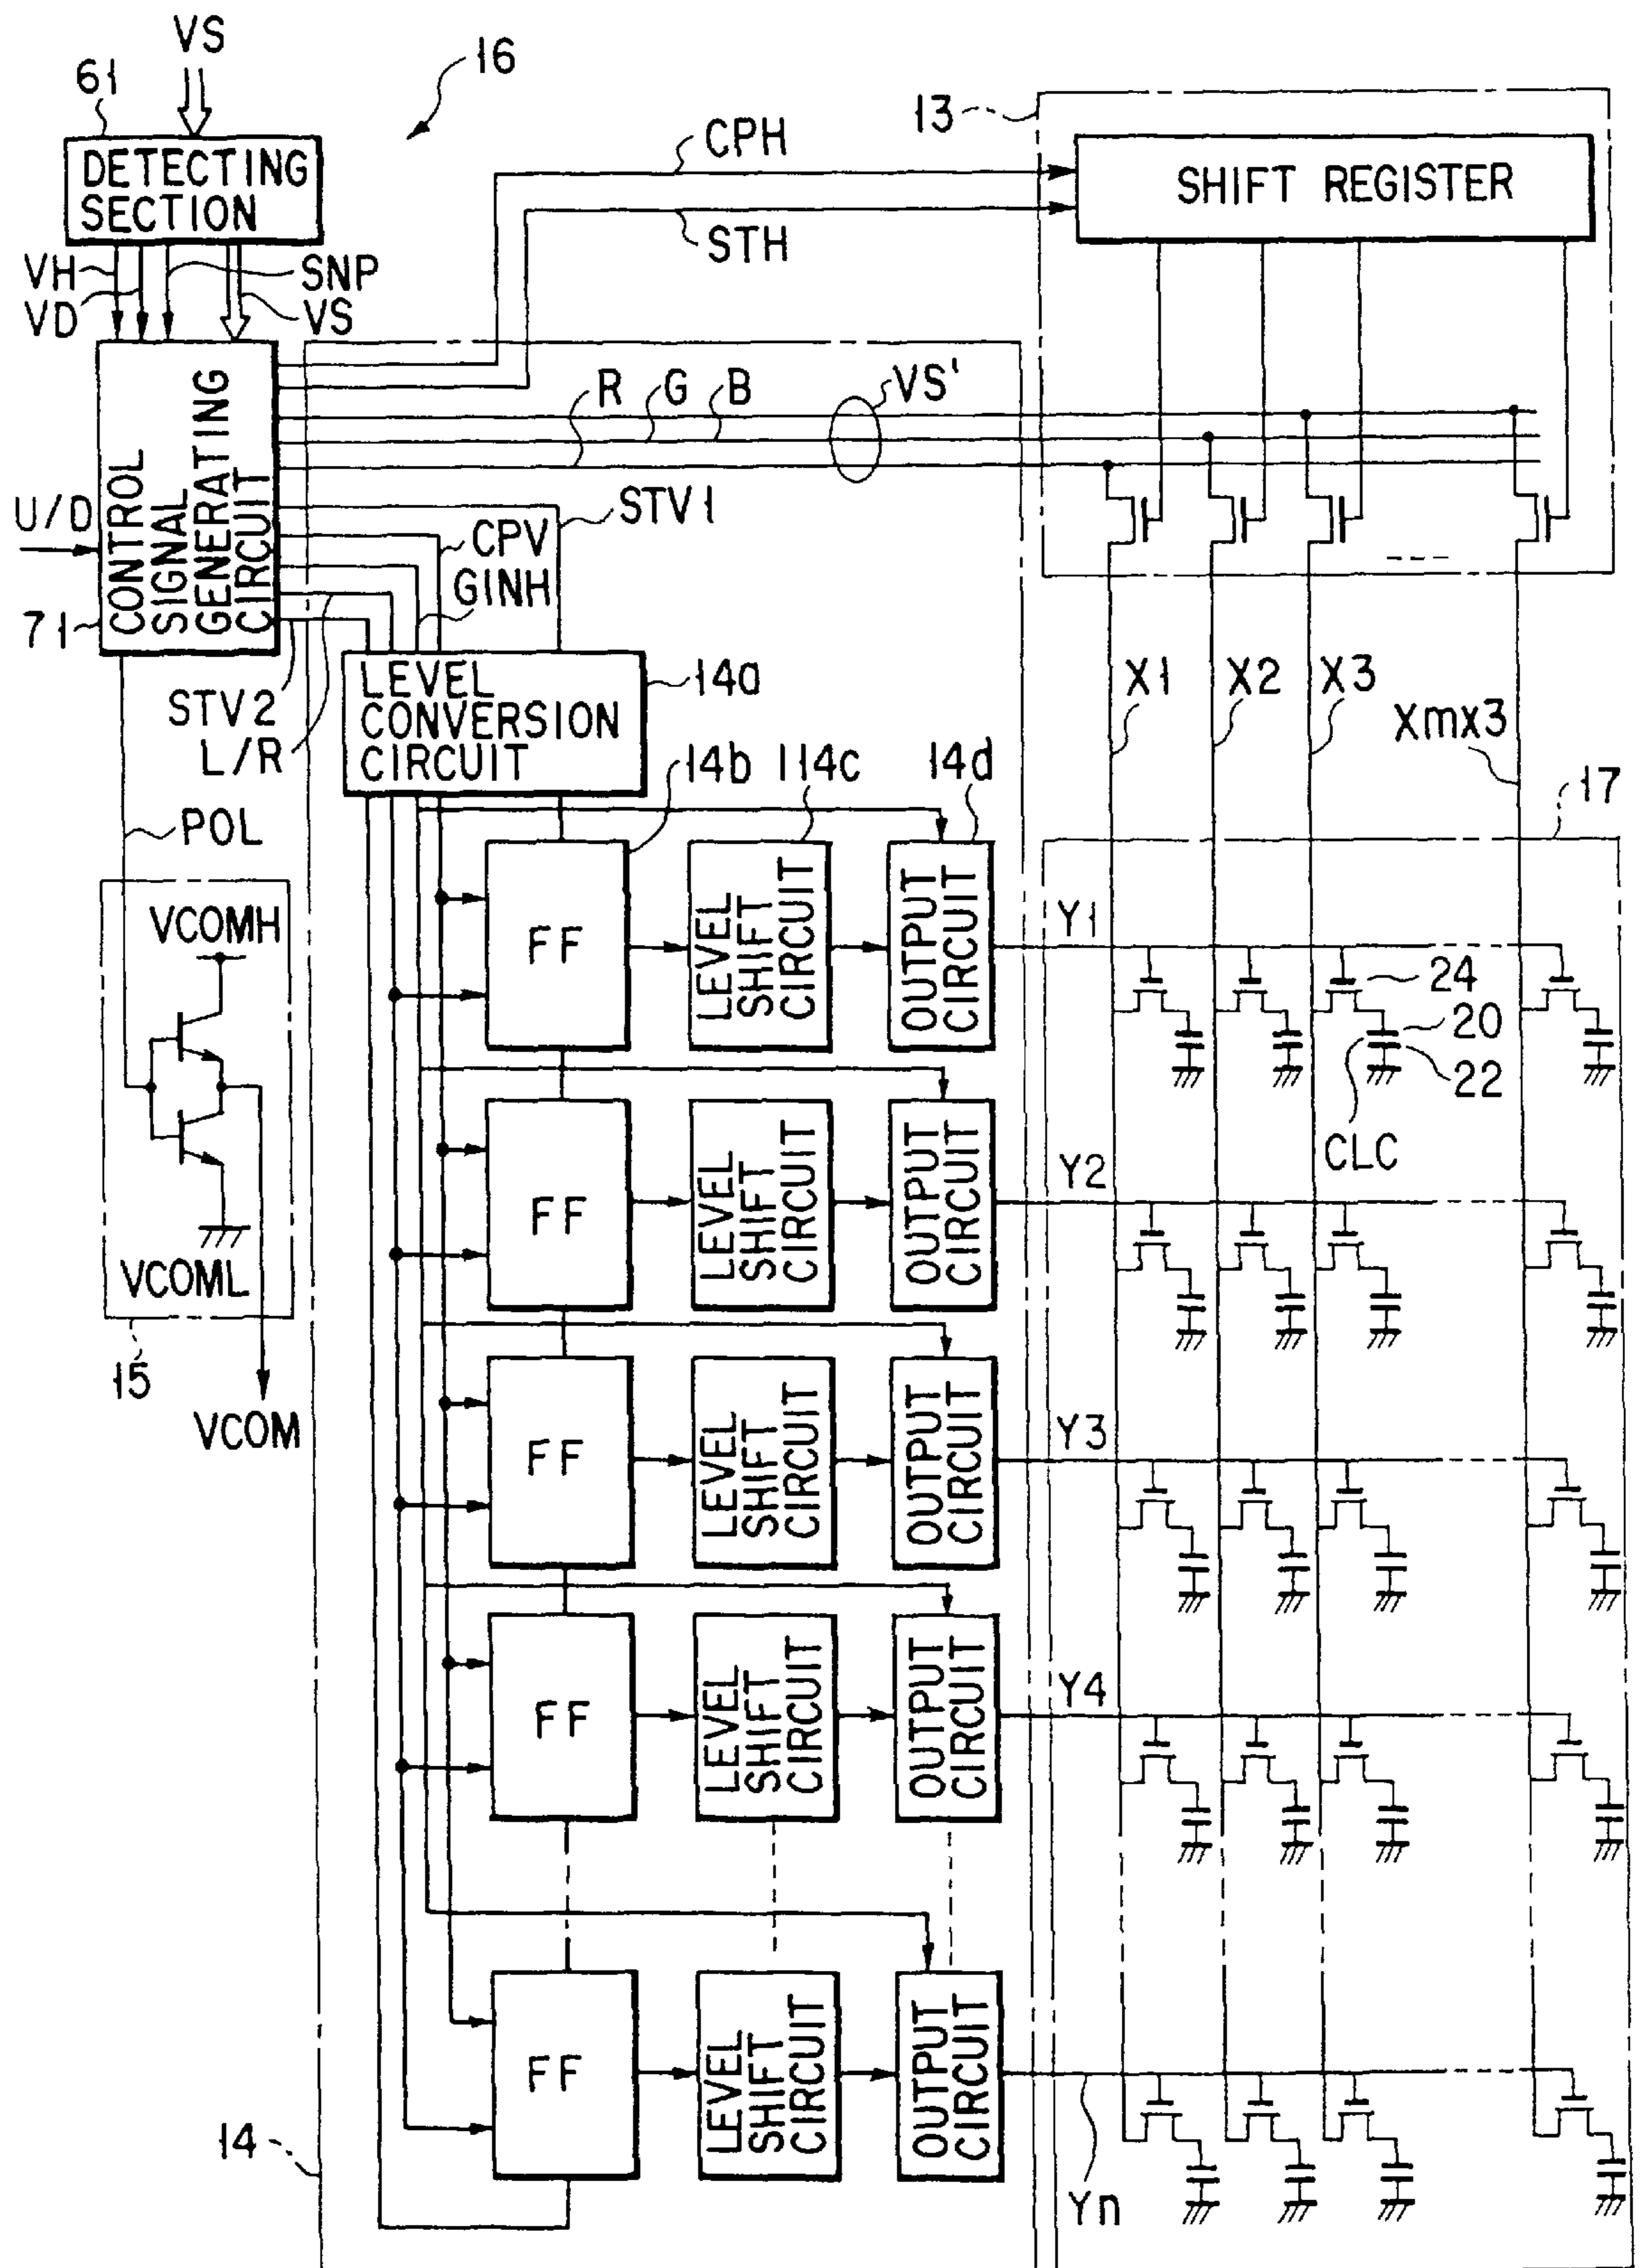 VS
61
16
DETECTING
SECTION
CPH
STH
13
SHIFT REGISTER
VH
VD
SNP
VS
R
G
B
VS'
U/D
CONTROL
SIGNAL
GENERATING
CIRCUIT
71
STV1
CPV
GINH
STV2
L/R
LEVEL
CONVERSION
CIRCUIT
14a
X1
X2
X3
Xmx3
17
POL
14b
114c
14d
VCOMH
VCOML
15
VCOM
FF
LEVEL
SHIFT
CIRCUIT
OUTPUT
CIRCUIT
Y1
24
20
22
CLC
FF
LEVEL
SHIFT
CIRCUIT
OUTPUT
CIRCUIT
Y2
FF
LEVEL
SHIFT
CIRCUIT
OUTPUT
CIRCUIT
Y3
FF
LEVEL
SHIFT
CIRCUIT
OUTPUT
CIRCUIT
Y4
FF
LEVEL
SHIFT
CIRCUIT
OUTPUT
CIRCUIT
Yn
14